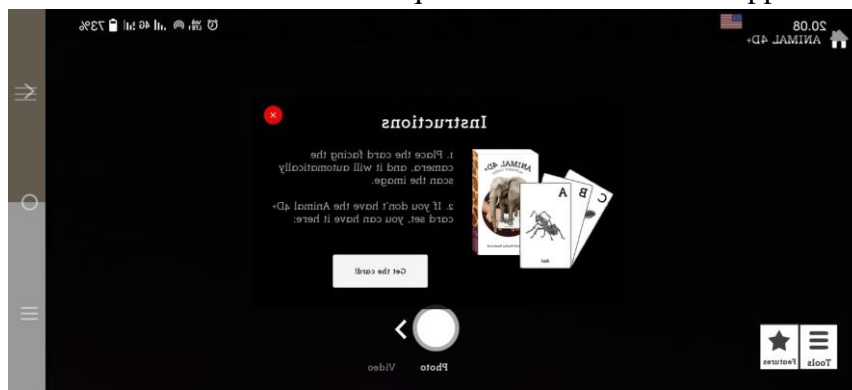 20.08
ANIMAL 4D+
4G 73%
Instructions
1. Place the card facing the
camera, and it will automatically
scan the image.
2. If you don't have the Animal 4D+
card set, you can have it here:
Get the card!
ANIMAL 4D+
A
B
C
Ant
Photo
Video
Tools
Features